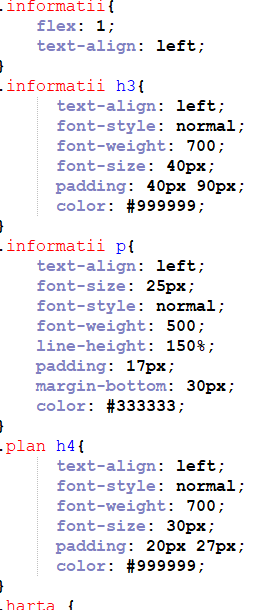 .informatii{
flex: 1;
text-align: left;
}
.informatii h3{
text-align: left;
font-style: normal;
font-weight: 700;
font-size: 40px;
padding: 40px 90px;
color: #999999;
}
.informatii p{
text-align: left;
font-size: 25px;
font-style: normal;
font-weight: 500;
line-height: 150%;
padding: 17px;
margin-bottom: 30px;
color: #333333;
}
.plan h4{
text-align: left;
font-style: normal;
font-weight: 700;
font-size: 30px;
padding: 20px 27px;
color: #999999;
}
.harta {